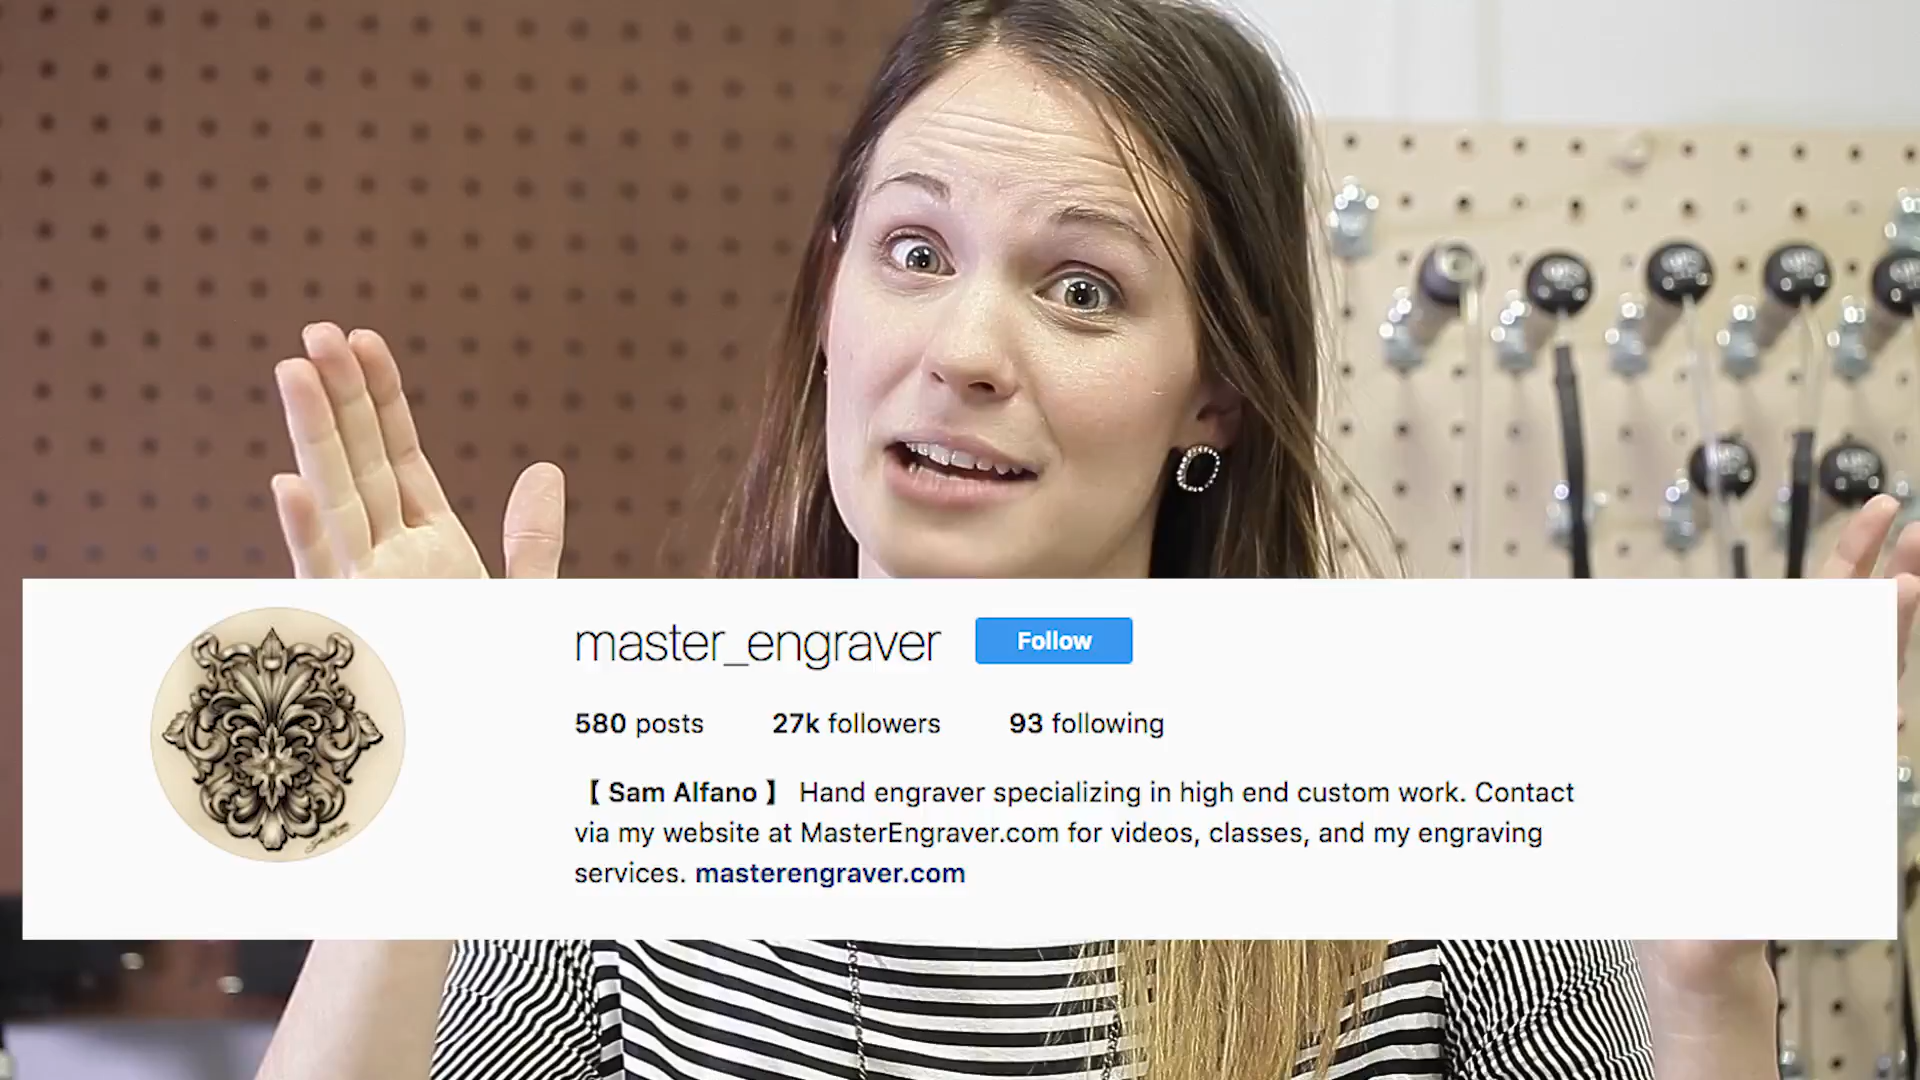 master_engraver Follow
580 posts 27k followers 93 following
【 Sam Alfano 】 Hand engraver specializing in high end custom work. Contact
via my website at MasterEngraver.com for videos, classes, and my engraving
services. masterengraver.com